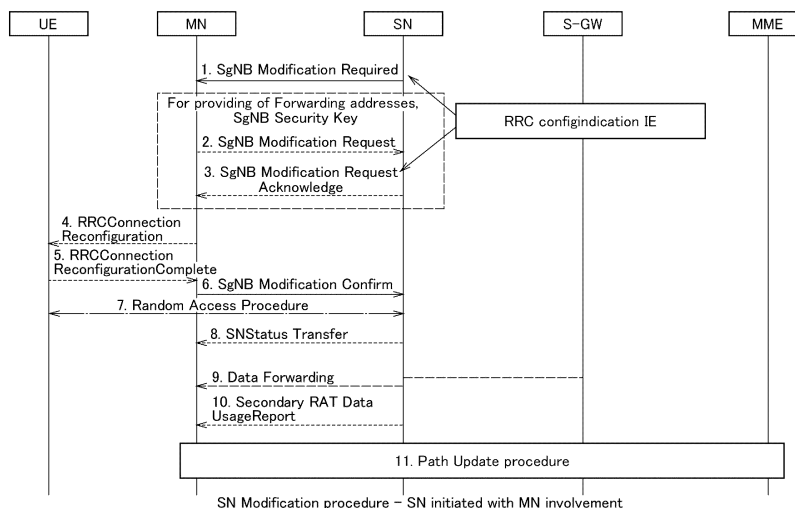 UE MN SN S-GW MME
1. SgNB Modification Required
For providing of Forwarding addresses,
SgNB Security Key
RRC configindication IE
2. SgNB Modification Request
3. SgNB Modification Request
Acknowledge
4. RRCConnection
Reconfiguration
5. RRCConnection
ReconfigurationComplete
6. SgNB Modification Confirm
7. Random Access Procedure
8. SNStatus Transfer
9. Data Forwarding
10. Secondary RAT Data
UsageReport
11. Path Update procedure
SN Modification procedure – SN initiated with MN involvement